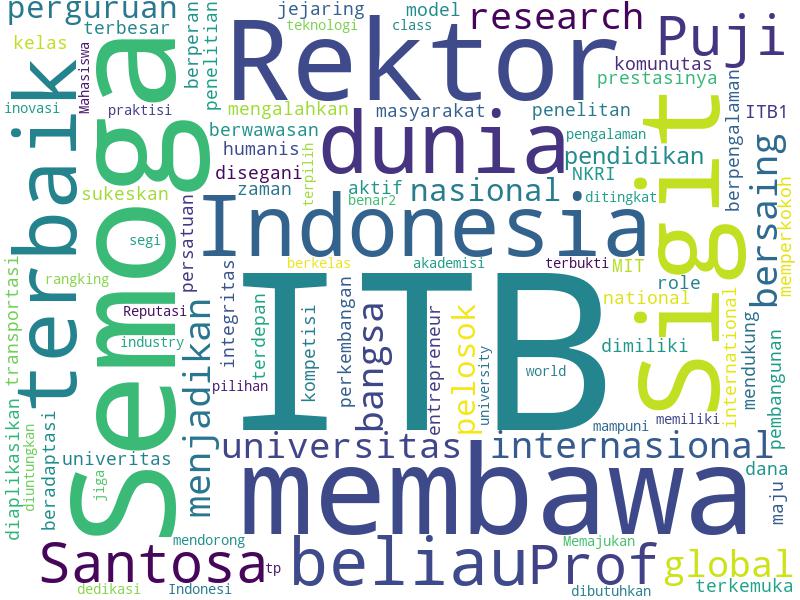 perguruan
jejaring
model
research
Puji
terbesar
teknologi
class
kelas
Mahasiswa
berperan
penelitian
Rektor
komunutas
prestasinya
inovasi
praktisi
mengalahkan
masyarakat
penelitan
berpengalaman
ITB1
terbaik
Semoga
berwawasan
dunia
pengalaman
humanis
pendidikan
Sigit
bersaing
disegani
terpilih
NKRI
zaman
aktif
nasional
ditingkat
memperkokoh
sukeskan
benar2
persatuan
Indonesia
segi
transportasi
berkelas
akademisi
terbukti
MIT
rangking
integritas
ITB
role
national
international
Reputasi
terdepan
kompetisi
perkembangan
bangsa
entrepreneur
pelosok
university
mendukung
industry
dimiliki
pembangunan
menjadikan
world
pilihan
memiliki
diaplikasikan
diuntungkan
beradaptasi
mampuni
universitas
internasional
univeritas
jiga
membawa
dana
maju
mendorong
Memajukan
Santosa
tp
beliau
Prof
global
dedikasi
Indonesi
dibutuhkan
terkemuka